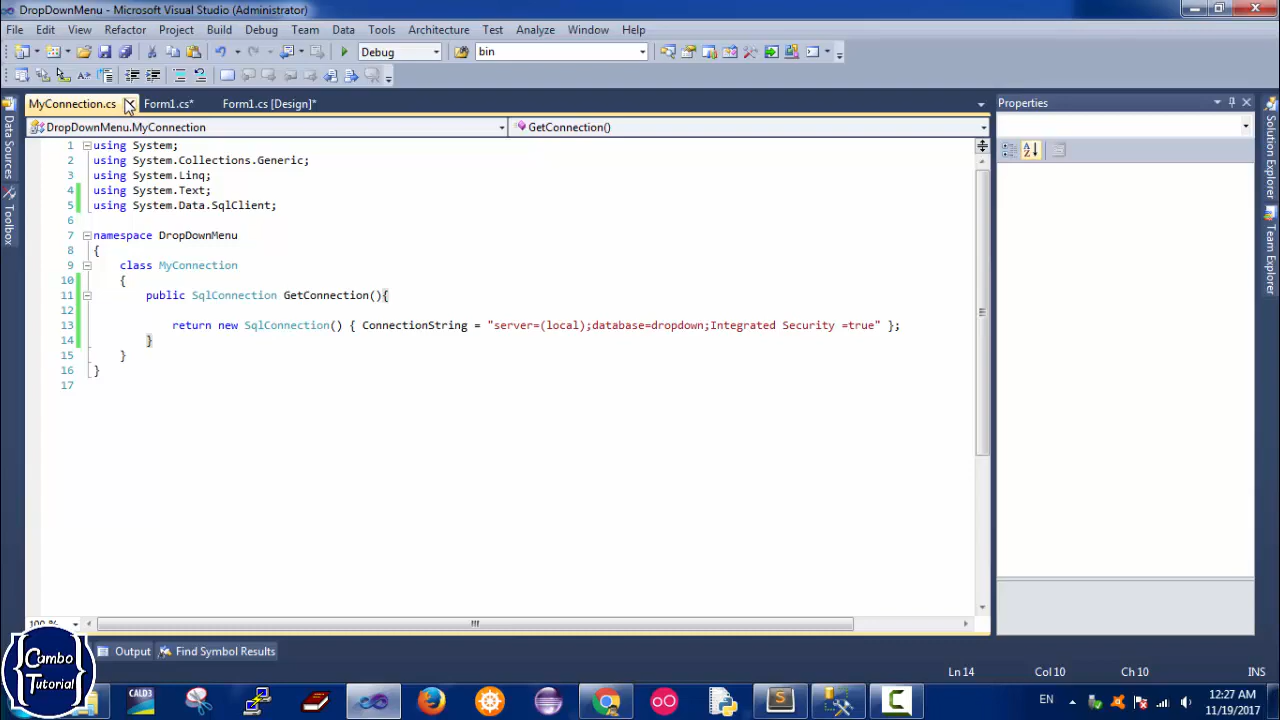 DropDownMenu - Microsoft Visual Studio (Administrator)
File Edit View Refactor Project Build Debug Team Data Tools Architecture Test Analyze Window Help
Debug bin
MyConnection.cs Form1.cs* Form1.cs [Design]* Properties
DropDownMenu.MyConnection GetConnection()
1 using System;
2 using System.Collections.Generic;
3 using System.Linq;
4 using System.Text;
5 using System.Data.SqlClient;
6
7 namespace DropDownMenu
8 {
9 class MyConnection
10 {
11 public SqlConnection GetConnection(){
12
13 return new SqlConnection() { ConnectionString = "server=(local);database=dropdown;Integrated Security =true" };
14 }
15 }
16 }
17
Data Sources
Toolbox
Solution Explorer
Team Explorer
100 %
Output Find Symbol Results
Ln 14 Col 10 Ch 10 INS
{ Cambo Tutorial }
CALD3
EN
12:27 AM
11/19/2017